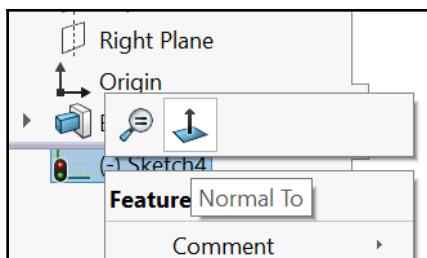 Right Plane
Origin
(-) Sketch4
Feature
Normal To
Comment